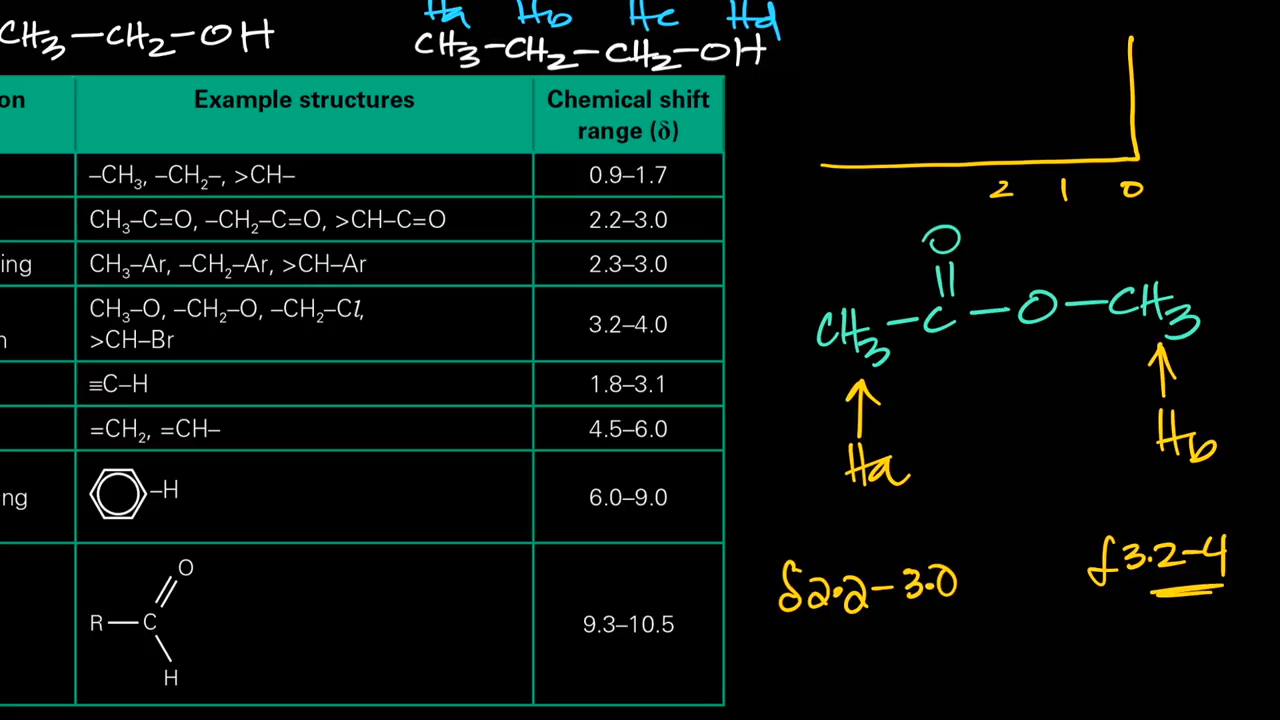 Ha Hb Hc Hd
CH3–CH2–OH
CH3–CH2–CH2–OH
on
Example structures
Chemical shift
range (δ)
–CH3, –CH2–, >CH–
0.9–1.7
CH3–C=O, –CH2–C=O, >CH–C=O
2.2–3.0
ing
CH3–Ar, –CH2–Ar, >CH–Ar
2.3–3.0
CH3–O, –CH2–O, –CH2–Cl,
>CH–Br
3.2–4.0
n
≡C–H
1.8–3.1
=CH2, =CH–
4.5–6.0
–H
6.0–9.0
ng
O
R–C
H
9.3–10.5
2 1 0
O
CH3–C–O–CH3
Ha
Hb
δ2.2–3.0
δ3.2–4